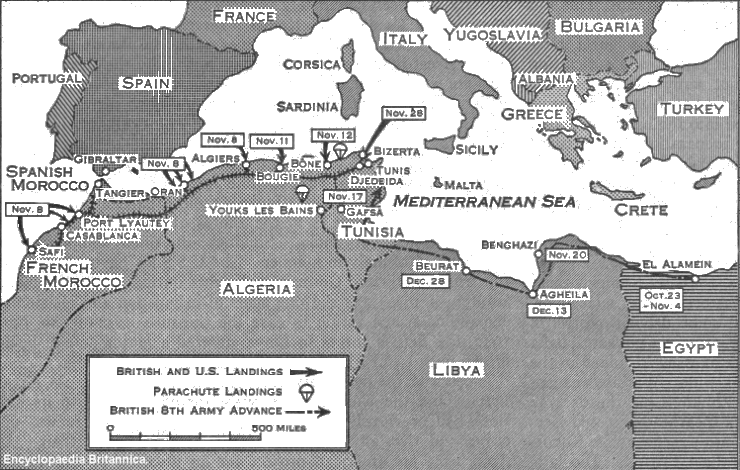 FRANCE
ITALY
YUGOSLAVIA
BULGARIA
CORSICA
PORTUGAL
SPAIN
ALBANIA
SARDINIA
GREECE
TURKEY
Nov. 8
Nov. 11
Nov. 12
Nov. 28
GIBRALTAR
Nov. 8
ALGIERS
BÔNE
BIZERTA
SICILY
SPANISH
MOROCCO
TANGIER
ORAN
BOUGIE
TUNIS
DJEDEIDA
MALTA
Nov. 17
MEDITERRANEAN SEA
CRETE
Nov. 8
PORT LYAUTEY
YOUKS LES BAINS
GAFSA
CASABLANCA
TUNISIA
SAFI
BENGHAZI
Nov. 20
FRENCH
MOROCCO
BEURAT
EL ALAMEIN
DEC. 28
ALGERIA
AGHEILA
OCT. 23
- Nov. 4
DEC. 13
EGYPT
LIBYA
BRITISH AND U.S. LANDINGS
PARACHUTE LANDINGS
BRITISH 8TH ARMY ADVANCE
0 500 MILES
Encyclopaedia Britannica.